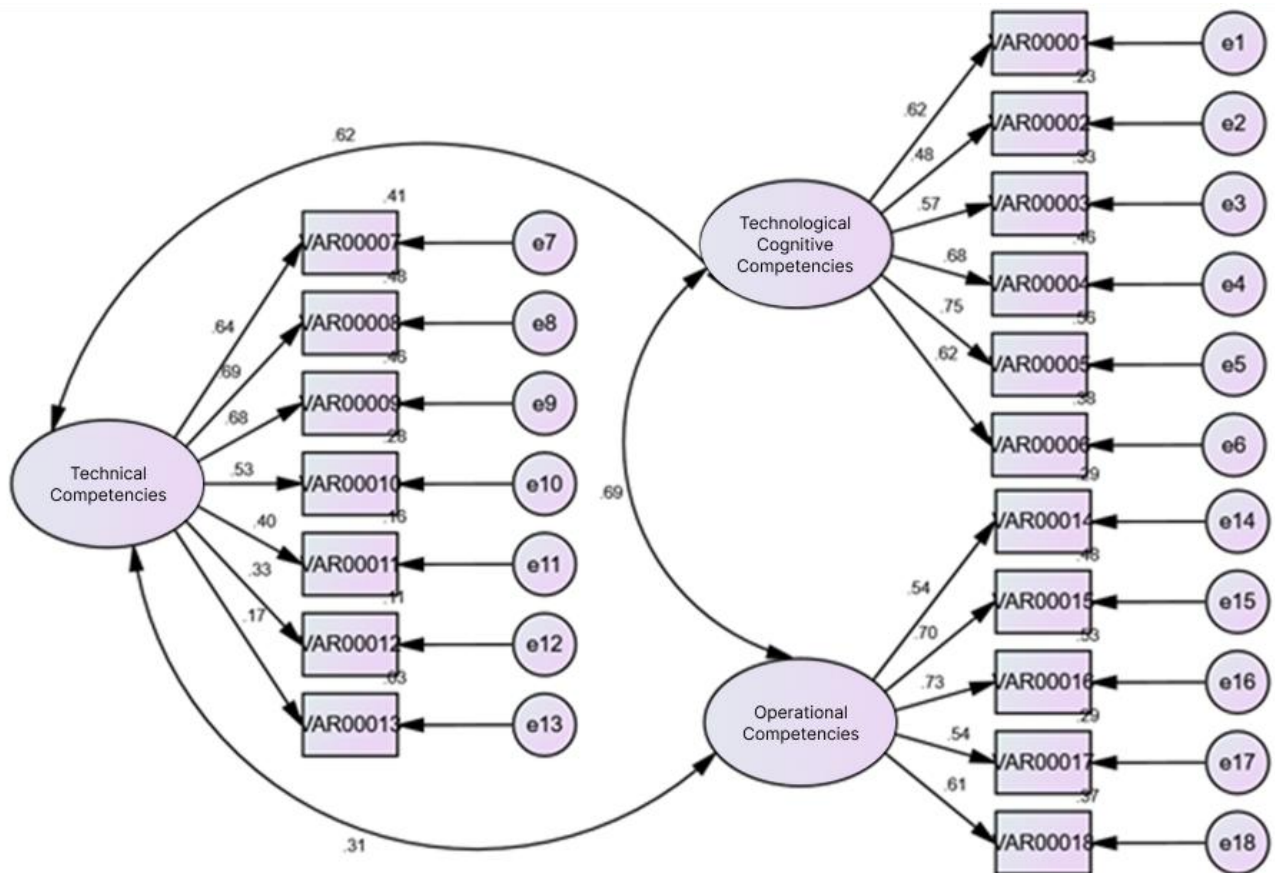 VAR00001
e1
.23
.62
VAR00002
e2
.33
.48
.62
.57
VAR00003
e3
.46
.41
Technological
Cognitive
Competencies
VAR00007
e7
.48
.68
VAR00004
e4
.56
.75
.64
VAR00008
e8
.46
.62
VAR00005
e5
.38
.69
.68
VAR00009
e9
.28
VAR00006
e6
.29
Technical
Competencies
.53
VAR00010
e10
.16
.69
VAR00014
e14
.48
.40
VAR00011
e11
.11
.54
.33
VAR00015
e15
.53
.70
.17
VAR00012
e12
.03
.73
VAR00016
e16
.29
VAR00013
e13
Operational
Competencies
.54
VAR00017
e17
.37
.61
.31
VAR00018
e18